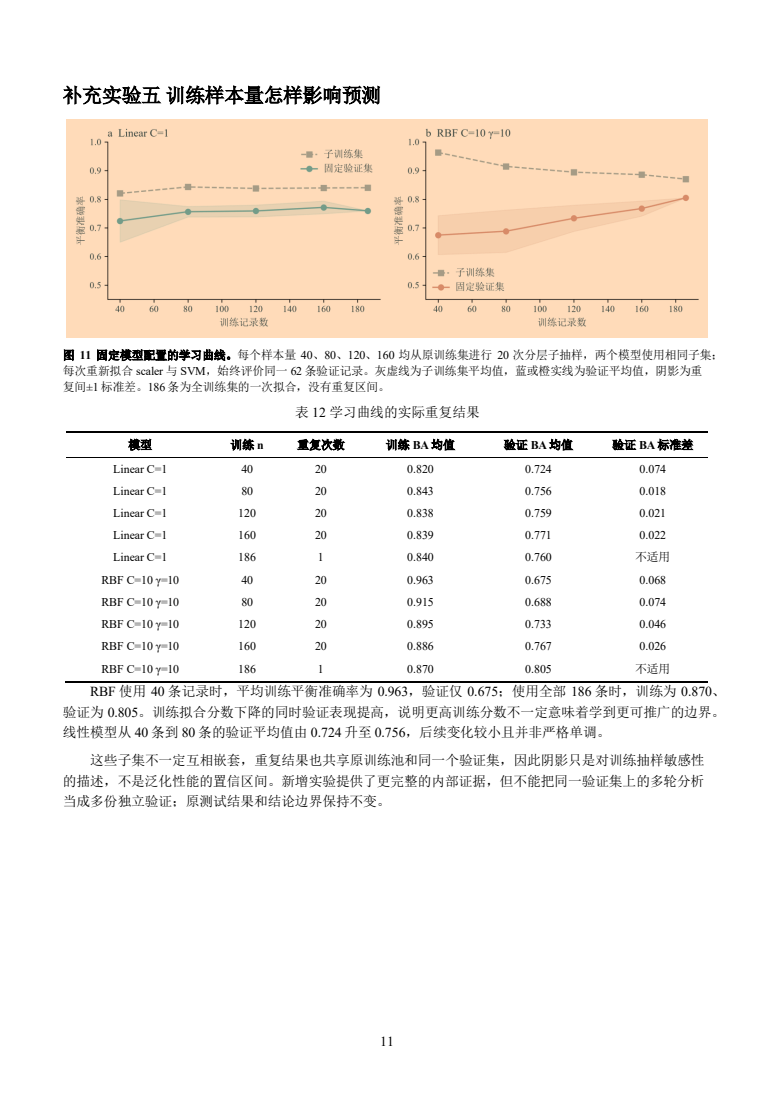 补充实验五 训练样本量怎样影响预测
a Linear C=1
1.0
0.9
0.8
0.7
0.6
0.5
平衡准确率
子训练集
固定验证集
40 60 80 100 120 140 160 180
训练记录数
b RBF C=10 γ=10
1.0
0.9
0.8
0.7
0.6
0.5
平衡准确率
子训练集
固定验证集
40 60 80 100 120 140 160 180
训练记录数
图 11 固定模型配置的学习曲线。每个样本量 40、80、120、160 均从原训练集进行 20 次分层子抽样，两个模型使用相同子集；
每次重新拟合 scaler 与 SVM，始终评价同一 62 条验证记录。灰虚线为子训练集平均值，蓝或橙实线为验证平均值，阴影为重
复间±1 标准差。186 条为全训练集的一次拟合，没有重复区间。
表 12 学习曲线的实际重复结果
模型 训练 n 重复次数 训练 BA 均值 验证 BA 均值 验证 BA 标准差
Linear C=1 40 20 0.820 0.724 0.074
Linear C=1 80 20 0.843 0.756 0.018
Linear C=1 120 20 0.838 0.759 0.021
Linear C=1 160 20 0.839 0.771 0.022
Linear C=1 186 1 0.840 0.760 不适用
RBF C=10 γ=10 40 20 0.963 0.675 0.068
RBF C=10 γ=10 80 20 0.915 0.688 0.074
RBF C=10 γ=10 120 20 0.895 0.733 0.046
RBF C=10 γ=10 160 20 0.886 0.767 0.026
RBF C=10 γ=10 186 1 0.870 0.805 不适用
RBF 使用 40 条记录时，平均训练平衡准确率为 0.963，验证仅 0.675；使用全部 186 条时，训练为 0.870、
验证为 0.805。训练拟合分数下降的同时验证表现提高，说明更高训练分数不一定意味着学到更可推广的边界。
线性模型从 40 条到 80 条的验证平均值由 0.724 升至 0.756，后续变化较小且并非严格单调。
这些子集不一定互相嵌套，重复结果也共享原训练池和同一个验证集，因此阴影只是对训练抽样敏感性
的描述，不是泛化性能的置信区间。新增实验提供了更完整的内部证据，但不能把同一验证集上的多轮分析
当成多份独立验证；原测试结果和结论边界保持不变。
11